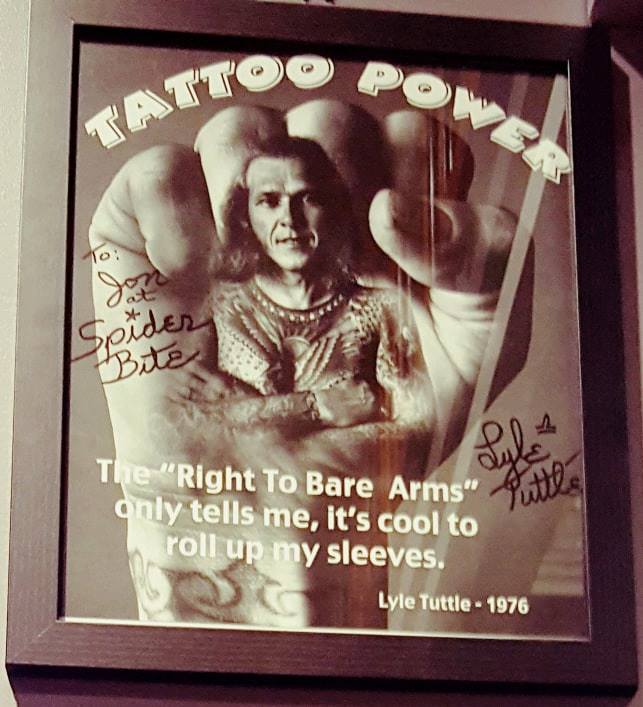 TATTOO POWER
To:
Jon
at
*
Spider
Bite
Lyle
Tuttle
The "Right To Bare Arms"
only tells me, it's cool to
roll up my sleeves.
Lyle Tuttle - 1976